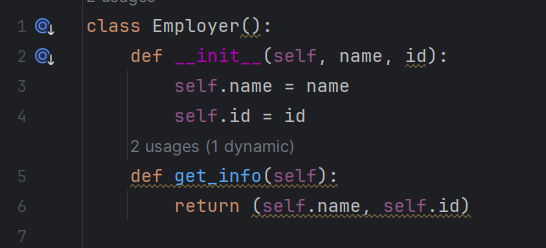 2 usages
1 class Employer():
2 def __init__(self, name, id):
3 self.name = name
4 self.id = id
2 usages (1 dynamic)
5 def get_info(self):
6 return (self.name, self.id)
7